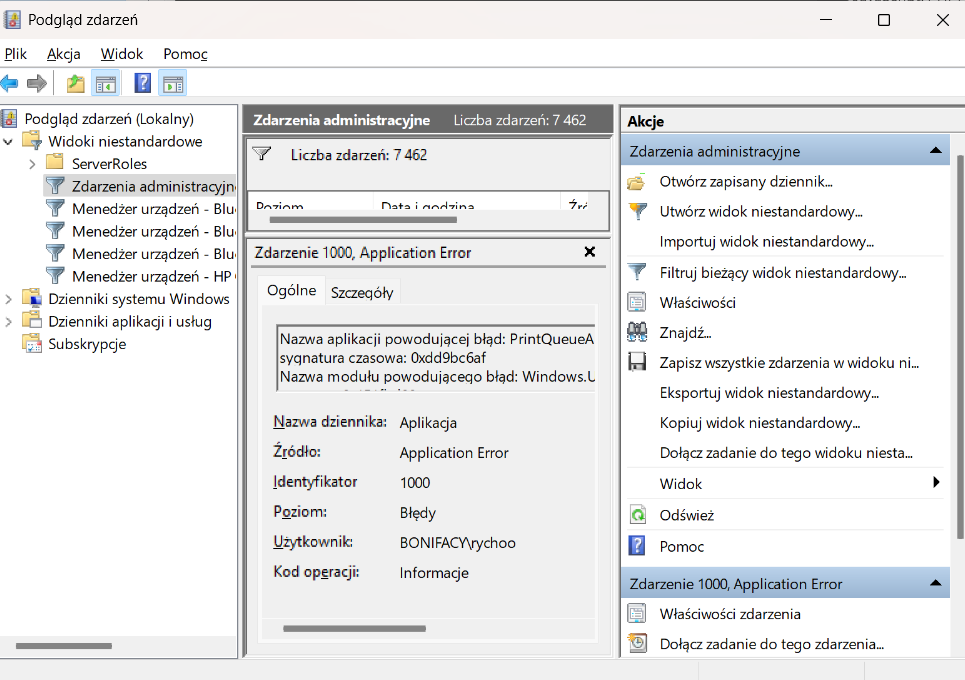 Podgląd zdarzeń
Plik Akcja Widok Pomoc
Podgląd zdarzeń (Lokalny)
Widoki niestandardowe
ServerRoles
Zdarzenia administracyjn
Menedżer urządzeń - Blu
Menedżer urządzeń - Blu
Menedżer urządzeń - Blu
Menedżer urządzeń - HP
Dzienniki systemu Windows
Dzienniki aplikacji i usług
Subskrypcje
Zdarzenia administracyjne Liczba zdarzeń: 7 462
Liczba zdarzeń: 7 462
Poziom Data i godzina Źró
Zdarzenie 1000, Application Error
Ogólne Szczegóły
Nazwa aplikacji powodującej błąd: PrintQueueA
sygnatura czasowa: 0xdd9bc6af
Nazwa modułu powodującego błąd: Windows.U
Nazwa dziennika: Aplikacja
Źródło: Application Error
Identyfikator 1000
Poziom: Błędy
Użytkownik: BONIFACY\rychoo
Kod operacji: Informacje
Akcje
Zdarzenia administracyjne
Otwórz zapisany dziennik...
Utwórz widok niestandardowy...
Importuj widok niestandardowy...
Filtruj bieżący widok niestandardowy...
Właściwości
Znajdź...
Zapisz wszystkie zdarzenia w widoku ni...
Eksportuj widok niestandardowy...
Kopiuj widok niestandardowy...
Dołącz zadanie do tego widoku niesta...
Widok
Odśwież
Pomoc
Zdarzenie 1000, Application Error
Właściwości zdarzenia
Dołącz zadanie do tego zdarzenia...